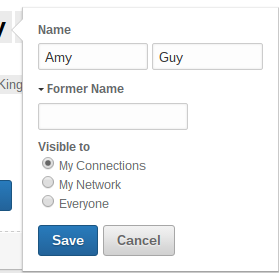 y
King
Name
Amy Guy
Former Name
Visible to
My Connections
My Network
Everyone
Save Cancel